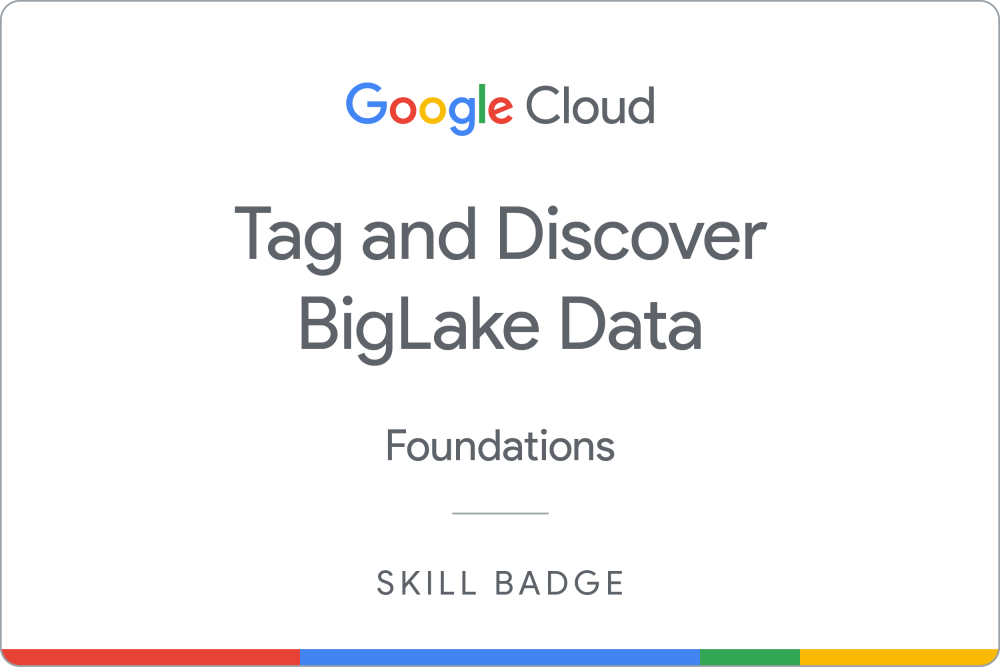 Google Cloud
Tag and Discover
BigLake Data
Foundations
SKILL BADGE